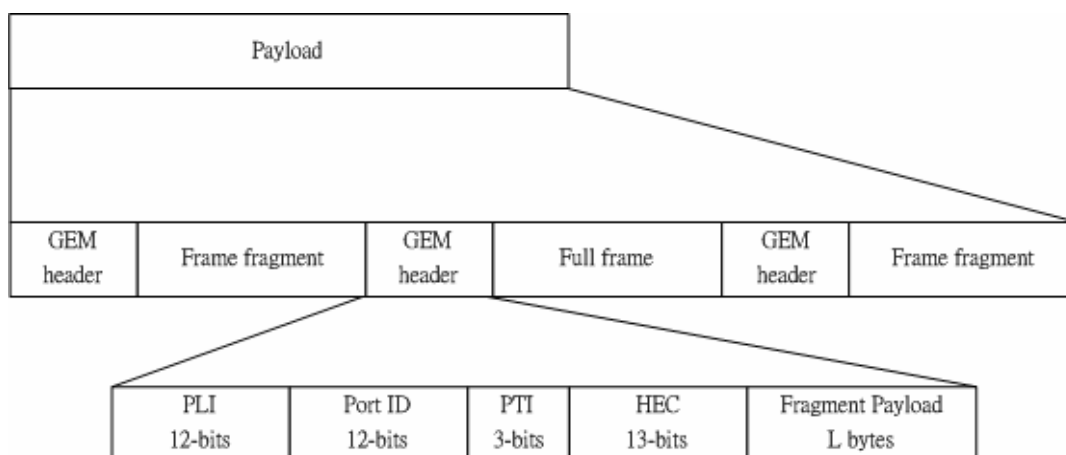 Payload
GEM
header
Frame fragment
GEM
header
Full frame
GEM
header
Frame fragment
PLI
12-bits
Port ID
12-bits
PTI
3-bits
HEC
13-bits
Fragment Payload
L bytes